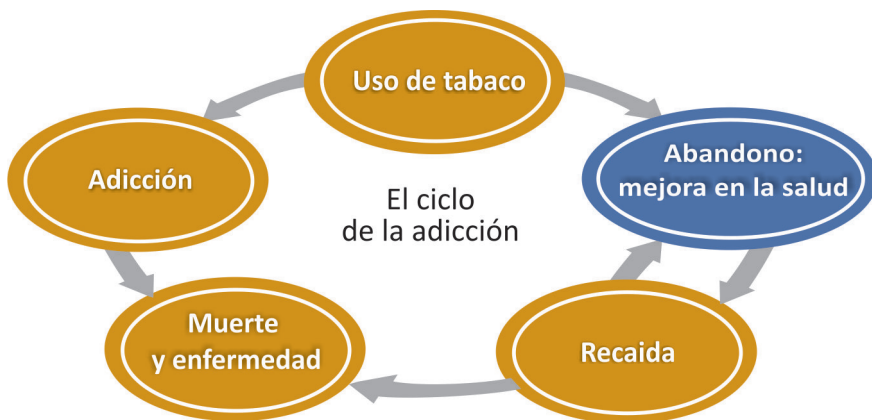 Uso de tabaco
Abandono:
mejora en la salud
Adicción
El ciclo
de la adicción
Muerte
y enfermedad
Recaida